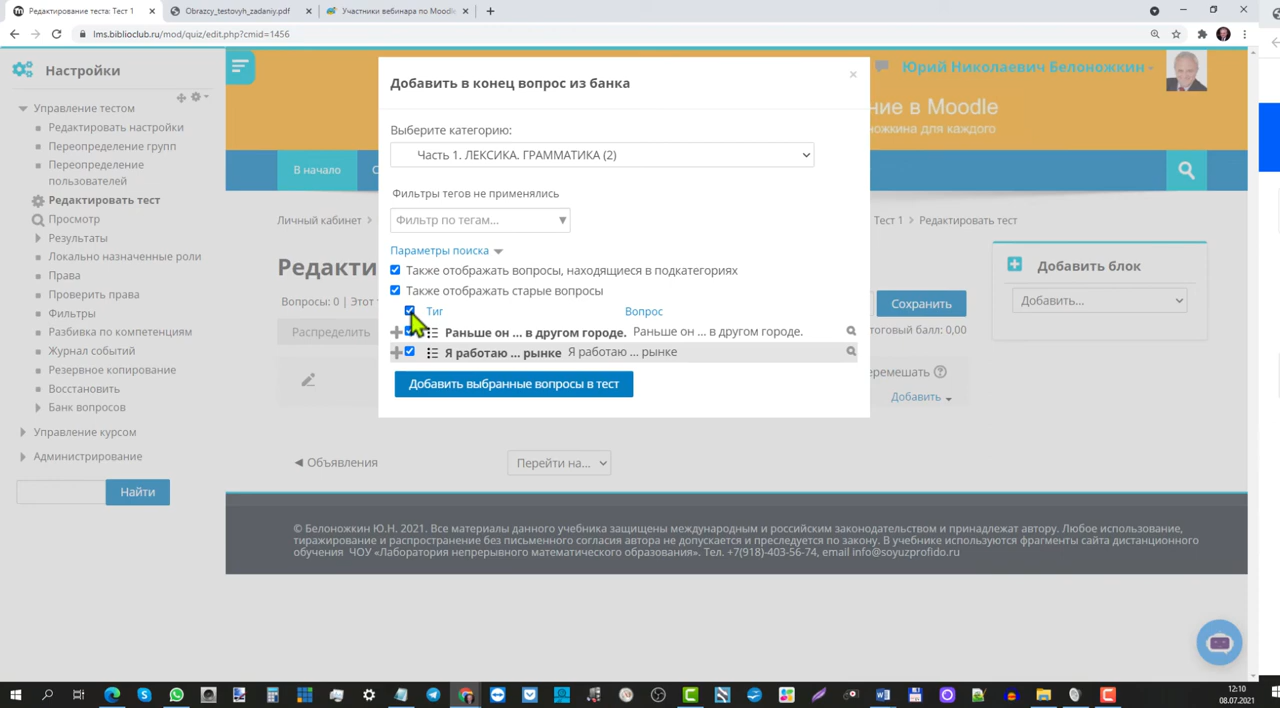 Редактирование теста: Тест 1
Obrazcy_testovyh_zadaniy.pdf
Участники вебинара по Moodle
lms.biblioclub.ru/mod/quiz/edit.php?cmid=1456
Настройки
Управление тестом
Редактировать настройки
Переопределение групп
Переопределение
пользователей
Редактировать тест
Просмотр
Результаты
Локально назначенные роли
Права
Проверить права
Фильтры
Разбивка по компетенциям
Журнал событий
Резервное копирование
Восстановить
Банк вопросов
Управление курсом
Администрирование
Найти
Юрий Николаевич Белоножкин
ние в Moodle
ножкина для каждого
В начало
Личный кабинет
Тест 1
Редактировать тест
Редакти
Вопросы: 0 | Этот
Сохранить
Распределить
балл: 0,00
еремешать
Добавить
Добавить блок
Добавить...
Добавить в конец вопрос из банка
×
Выберите категорию:
Часть 1. ЛЕКСИКА. ГРАММАТИКА (2)
Фильтры тегов не применялись
Фильтр по тегам...
Параметры поиска
Также отображать вопросы, находящиеся в подкатегориях
Также отображать старые вопросы
Тиг Вопрос
Раньше он ... в другом городе. Раньше он ... в другом городе.
Я работаю ... рынке Я работаю ... рынке
Добавить выбранные вопросы в тест
◄ Объявления
Перейти на...
© Белоножкин Ю.Н. 2021. Все материалы данного учебника защищены международным и российским законодательством и принадлежат автору. Любое использование,
тиражирование и распространение без письменного согласия автора не допускается и преследуется по закону. В учебнике используются фрагменты сайта дистанционного
обучения ЧОУ «Лаборатория непрерывного математического образования». Тел. +7(918)-403-56-74, email info@soyuzprofido.ru
12:10
08.07.2021